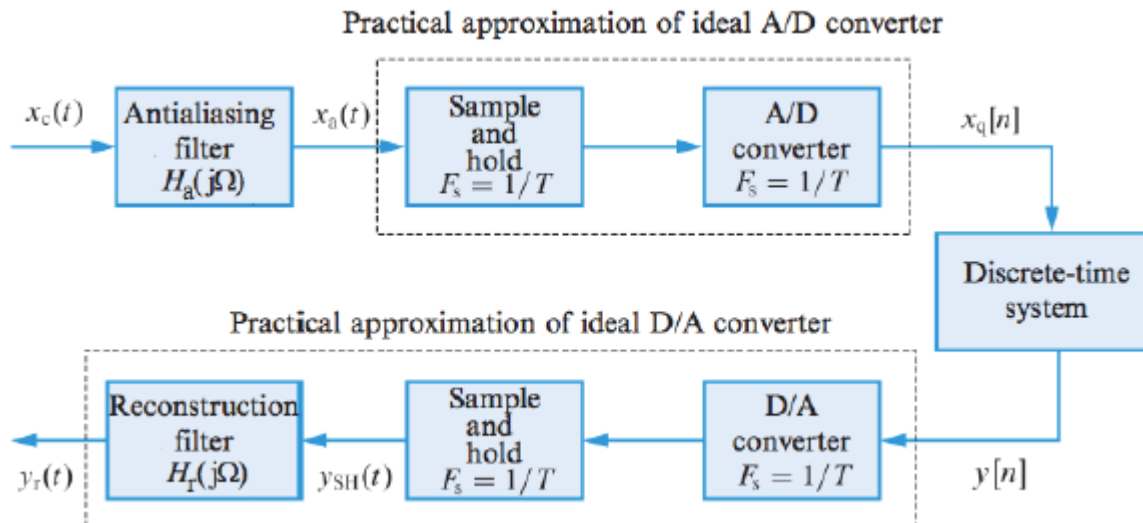 Practical approximation of ideal A/D converter
x_c(t)
Antialiasing
filter
H_a(jΩ)
x_a(t)
Sample
and
hold
F_s = 1/T
A/D
converter
F_s = 1/T
x_q[n]
Discrete-time
system
Practical approximation of ideal D/A converter
Reconstruction
filter
H_r(jΩ)
y_r(t)
y_SH(t)
Sample
and
hold
F_s = 1/T
D/A
converter
F_s = 1/T
y[n]